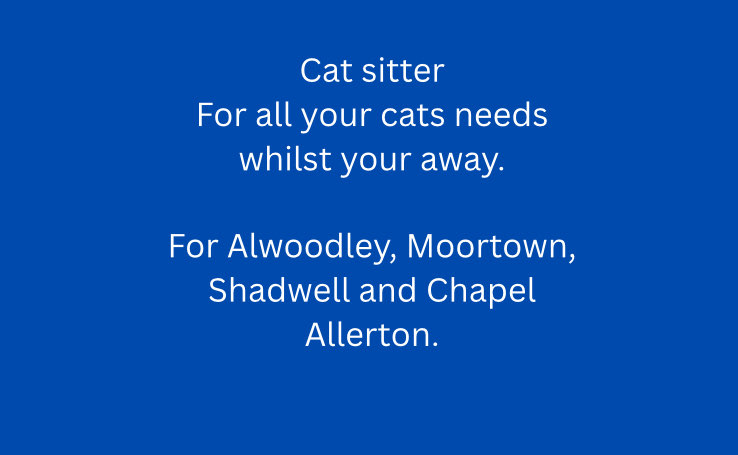 Cat sitter
For all your cats needs
whilst your away.
For Alwoodley, Moortown,
Shadwell and Chapel
Allerton.